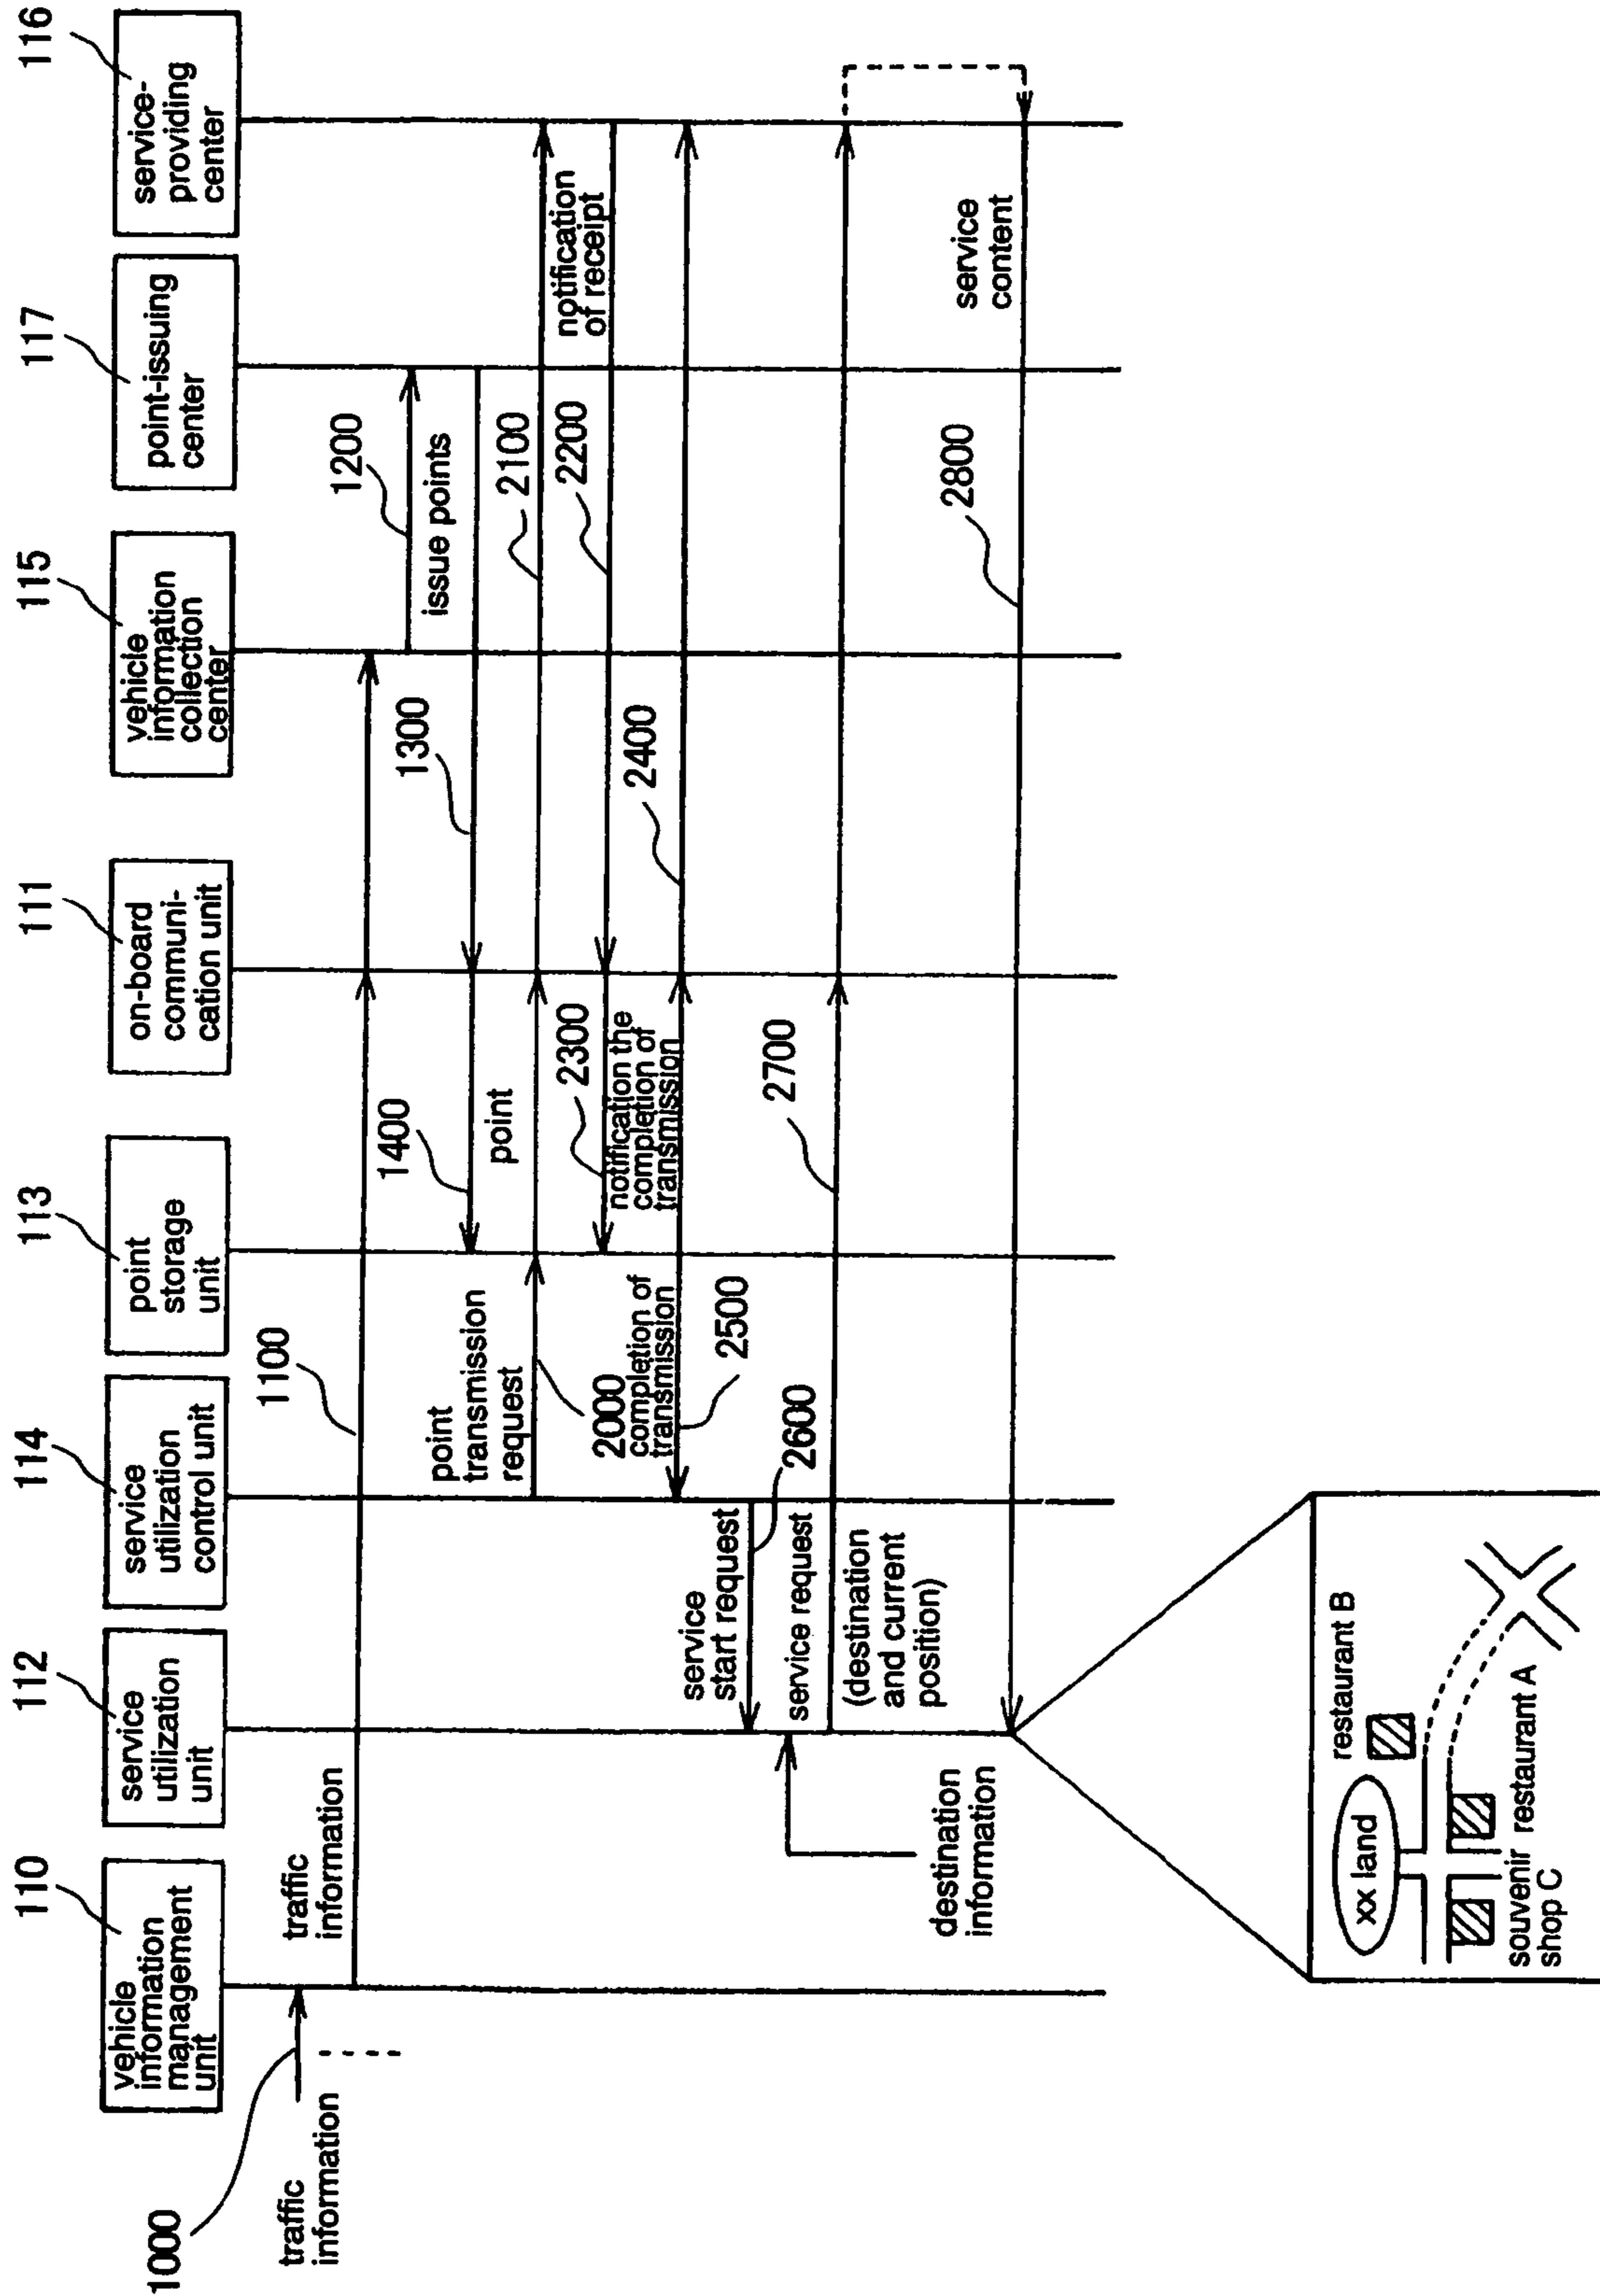 110
vehicle
information
management
unit
112
service
utilization
unit
114
service
utilization
control unit
113
point
storage
unit
111
on-board
communi-
cation unit
115
vehicle
information
collection
center
117
point-issuing
center
116
service-
providing
center
1000
traffic
information
traffic
information
1100
1200
issue points
1300
1400
point
point
transmission
request
2000
2100
notification
of receipt
2200
2300
notification the
completion of
transmission
2400
completion of
transmission
2500
service
start request
2600
service request
(destination
and current
position)
2700
destination
information
service
content
2800
xx land
restaurant B
restaurant A
souvenir
shop C